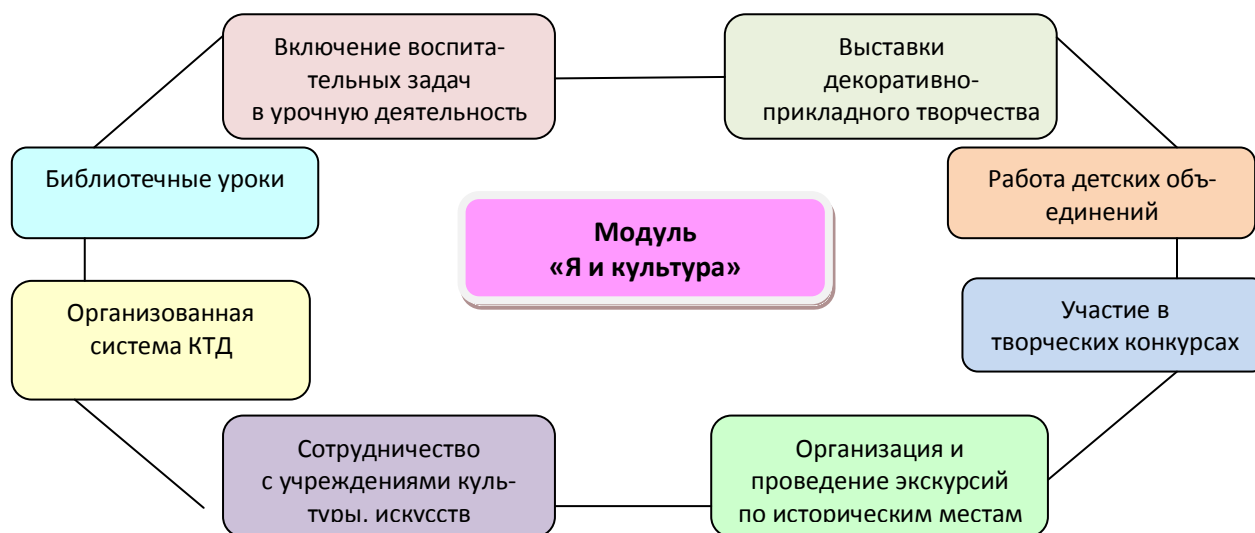 Включение воспита-
тельных задач
в урочную деятельность
Выставки
декоративно-
прикладного творчества
Библиотечные уроки
Работа детских объ-
единений
Модуль
«Я и культура»
Организованная
система КТД
Участие в
творческих конкурсах
Сотрудничество
с учреждениями куль-
туры, искусств
Организация и
проведение экскурсий
по историческим местам